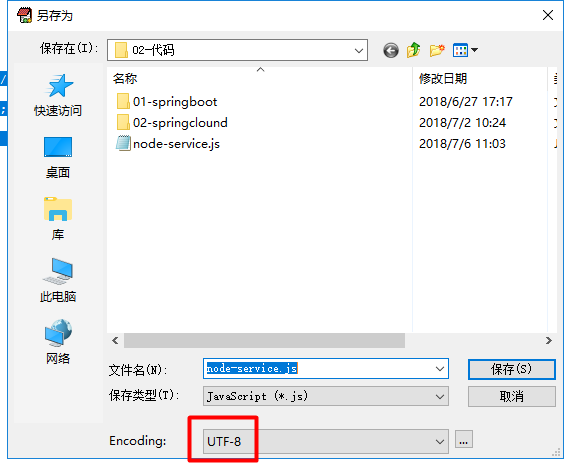 另存为
保存在(I):
02-代码
名称
修改日期
01-springboot
2018/6/27 17:17
02-springclound
2018/7/2 10:24
node-service.js
2018/7/6 11:03
快速访问
桌面
库
此电脑
网络
文件名(N):
node-service.js
保存(S)
保存类型(T):
JavaScript (*.js)
取消
Encoding:
UTF-8
...